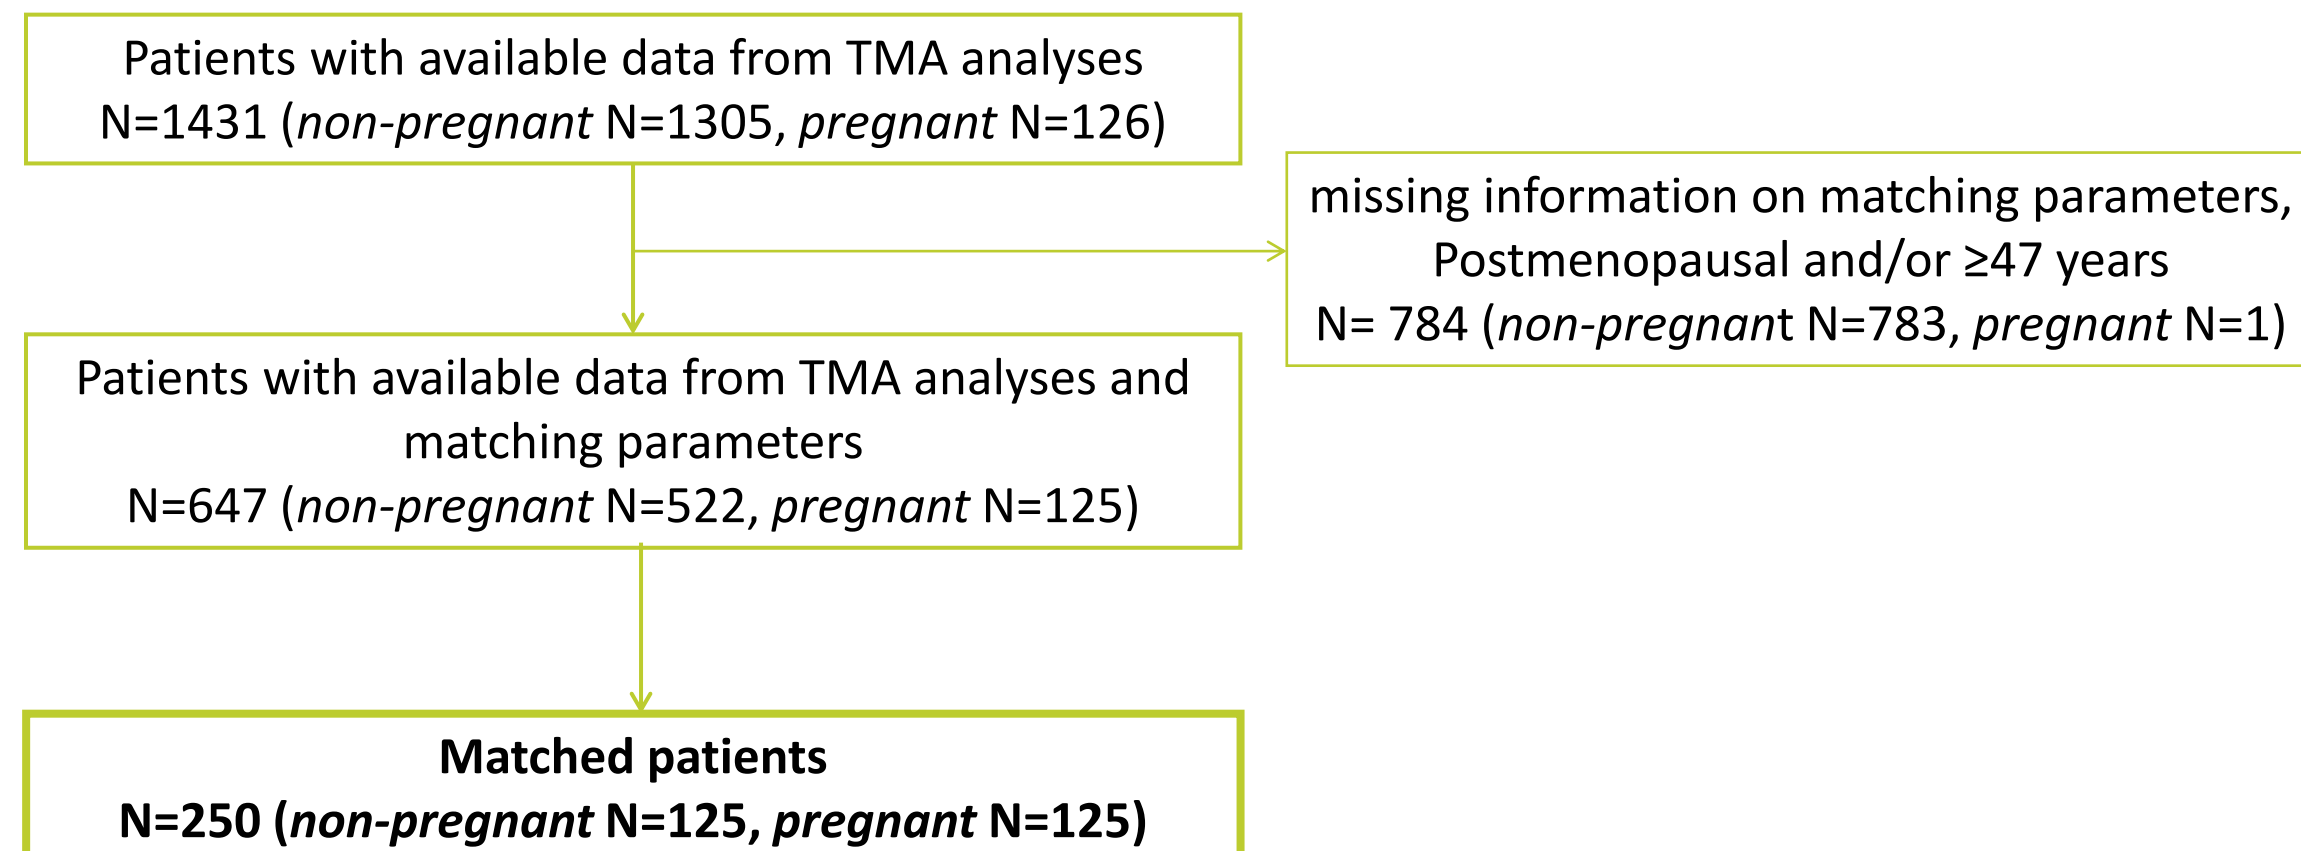 Patients with available data from TMA analyses
N=1431 (non-pregnant N=1305, pregnant N=126)
missing information on matching parameters,
Postmenopausal and/or ≥47 years
N= 784 (non-pregnant N=783, pregnant N=1)
Patients with available data from TMA analyses and
matching parameters
N=647 (non-pregnant N=522, pregnant N=125)
Matched patients
N=250 (non-pregnant N=125, pregnant N=125)